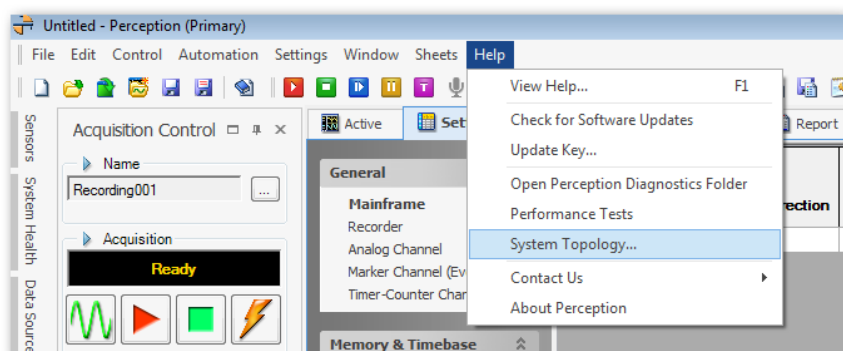 Untitled - Perception (Primary)
File Edit Control Automation Settings Window Sheets Help
View Help... F1
Check for Software Updates
Update Key...
Open Perception Diagnostics Folder
Performance Tests
System Topology...
Contact Us
About Perception
Sensors
System Health
Data Source
Acquisition Control
Name
Recording001
...
Acquisition
Ready
Active
Set
Report
General
Mainframe
Recorder
Analog Channel
Marker Channel (Ev
Timer-Counter Char
Memory & Timebase
ection